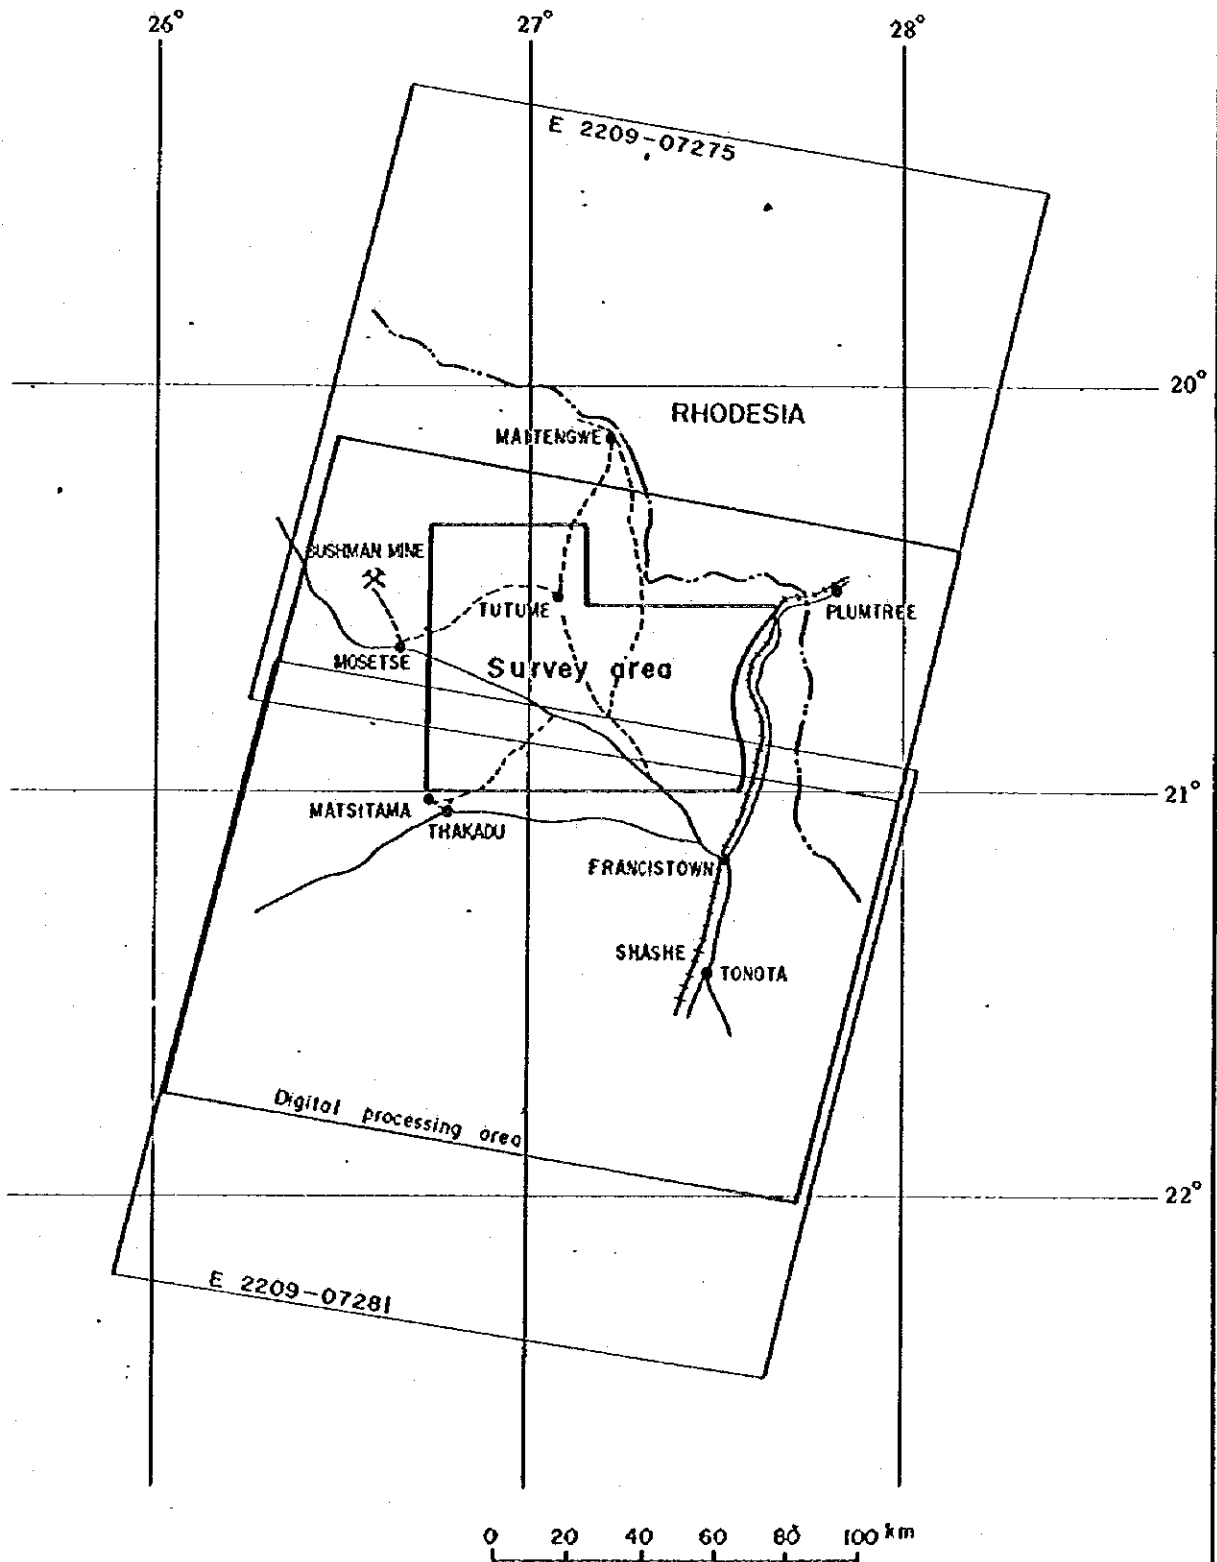 26°
27°
28°
E 2209-07275
20°
RHODESIA
MAITENGWE
BUSHMAN MINE
TUTUME
PLUMTREE
MOSETSE
Survey area
21°
MATSITAMA
THAKADU
FRANCISTOWN
SHASHE
TONOTA
Digital processing area
22°
E 2209-07281
0 20 40 60 80 100 km